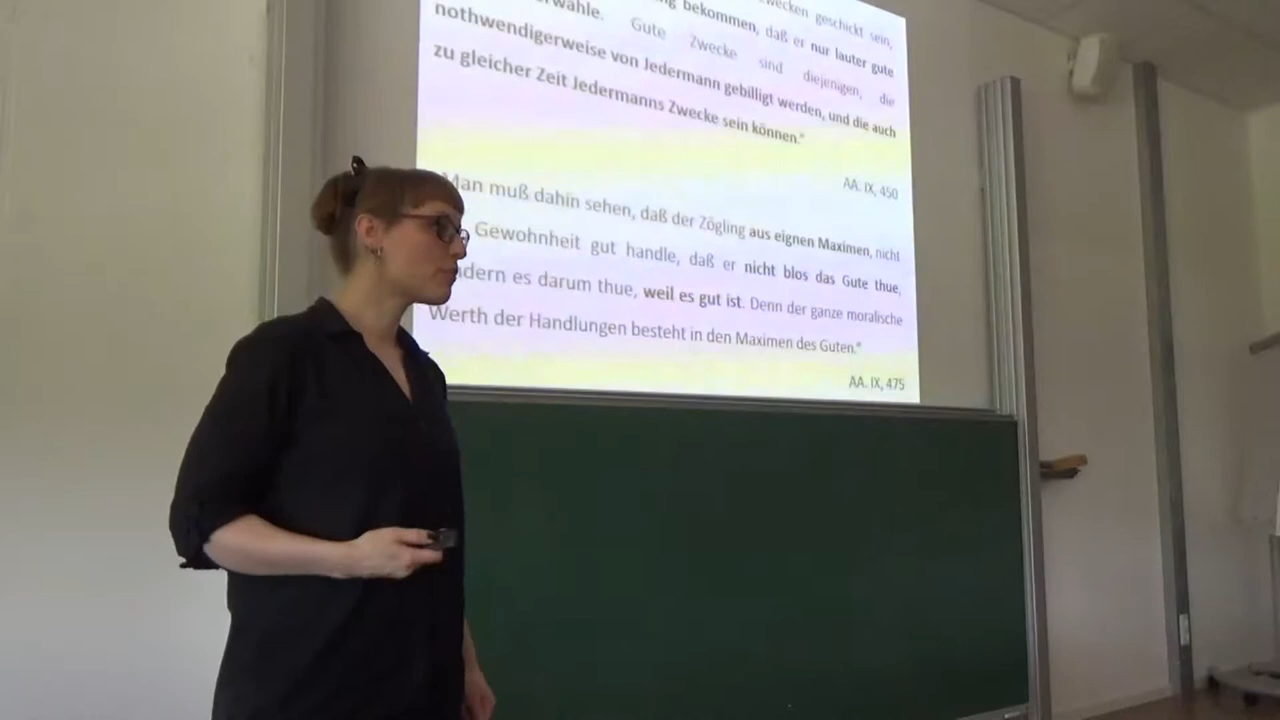 wecken geschickt sein,
bekommen, daß er nur lauter gute
erwähle. Gute Zwecke sind diejenigen, die
nothwendigerweise von Jedermann gebilligt werden, und die auch
zu gleicher Zeit Jedermanns Zwecke sein können."
AA. IX, 450
Man muß dahin sehen, daß der Zögling aus eignen Maximen, nicht
Gewohnheit gut handle, daß er nicht blos das Gute thue,
ndern es darum thue, weil es gut ist. Denn der ganze moralische
Werth der Handlungen besteht in den Maximen des Guten."
AA. IX, 475